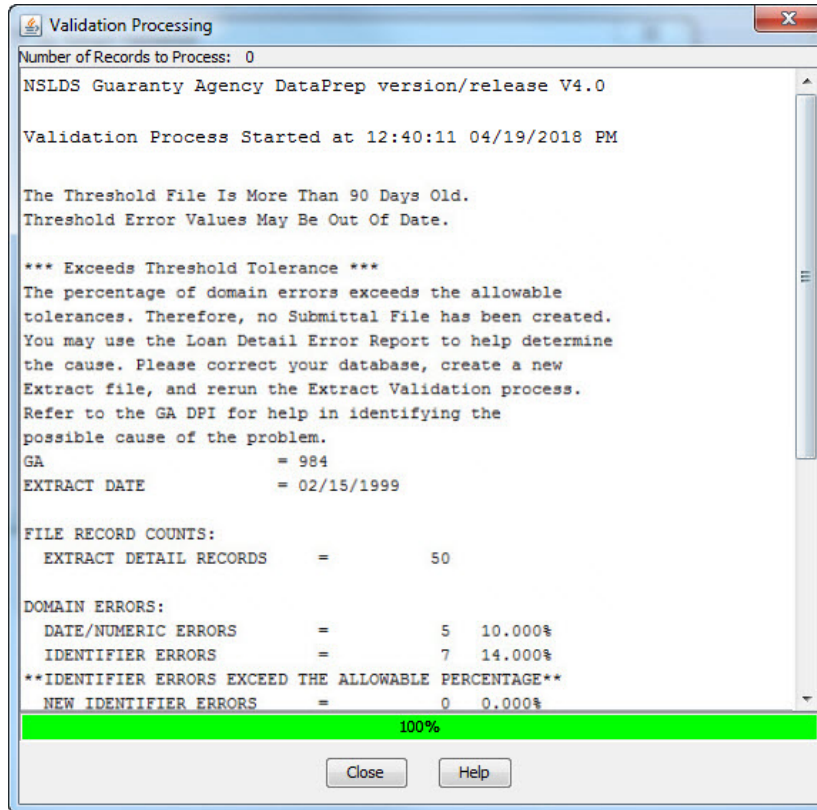 Validation Processing
Number of Records to Process: 0
NSLDS Guaranty Agency DataPrep version/release V4.0
Validation Process Started at 12:40:11 04/19/2018 PM
The Threshold File Is More Than 90 Days Old.
Threshold Error Values May Be Out Of Date.
*** Exceeds Threshold Tolerance ***
The percentage of domain errors exceeds the allowable
tolerances. Therefore, no Submittal File has been created.
You may use the Loan Detail Error Report to help determine
the cause. Please correct your database, create a new
Extract file, and rerun the Extract Validation process.
Refer to the GA DPI for help in identifying the
possible cause of the problem.
GA = 984
EXTRACT DATE = 02/15/1999
FILE RECORD COUNTS:
EXTRACT DETAIL RECORDS = 50
DOMAIN ERRORS:
DATE/NUMERIC ERRORS = 5 10.000%
IDENTIFIER ERRORS = 7 14.000%
**IDENTIFIER ERRORS EXCEED THE ALLOWABLE PERCENTAGE**
NEW IDENTIFIER ERRORS = 0 0.000%
100%
Close Help